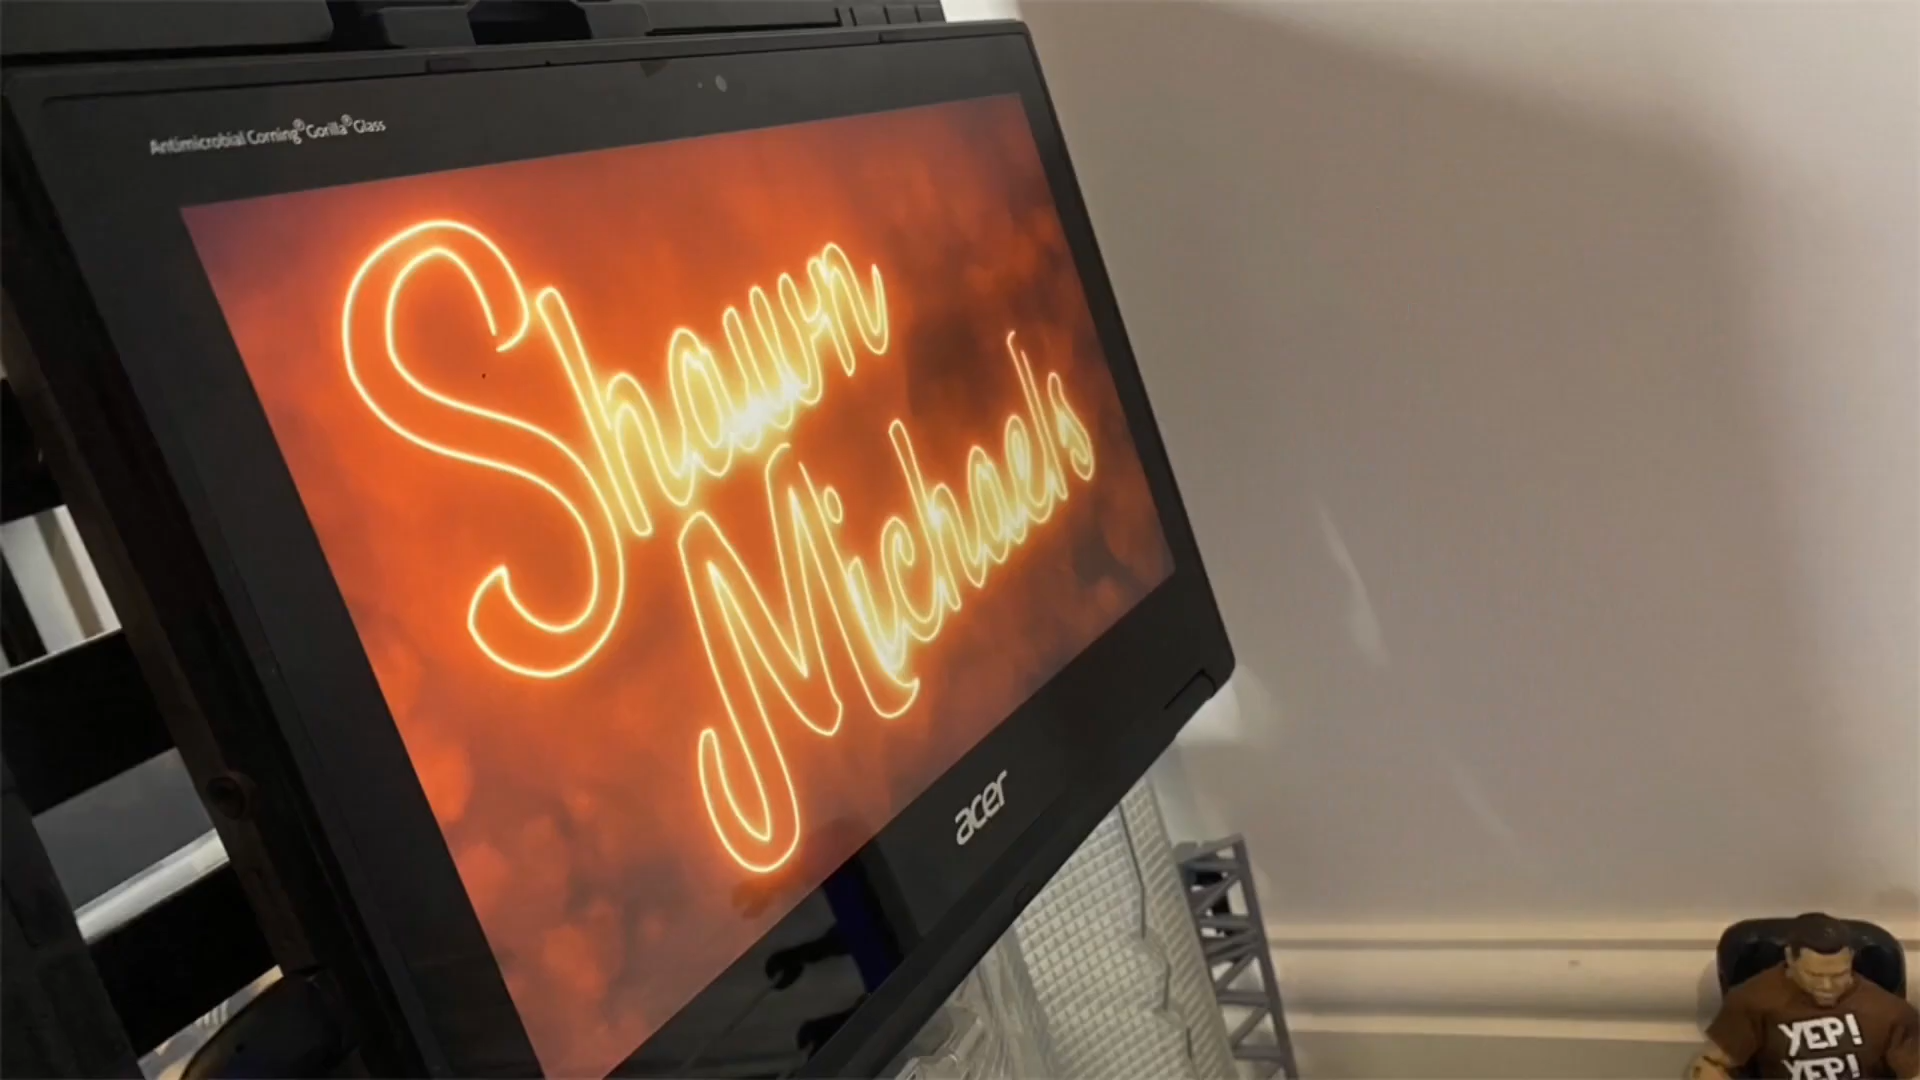 Antimicrobial Corning® Gorilla® Glass
Shawn
Michaels
acer
YEP!
YEP!